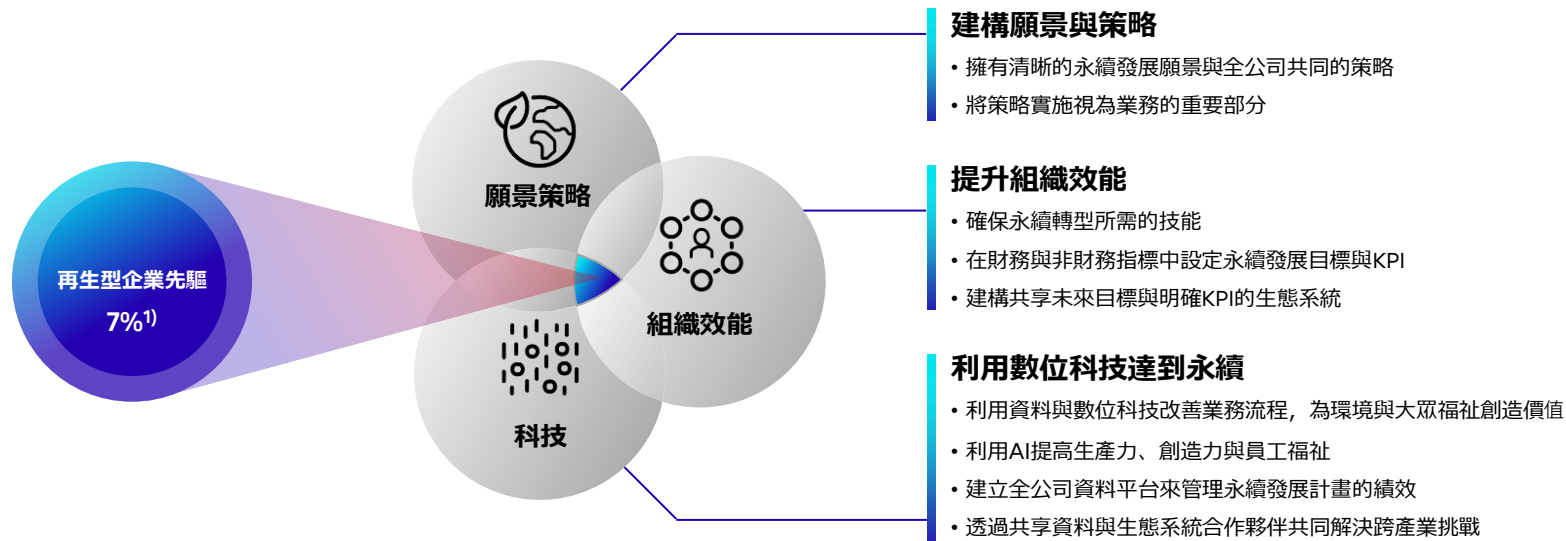 建構願景與策略
• 擁有清晰的永續發展願景與全公司共同的策略
• 將策略實施視為業務的重要部分
願景策略
提升組織效能
• 確保永續轉型所需的技能
• 在財務與非財務指標中設定永續發展目標與KPI
• 建構共享未來目標與明確KPI的生態系統
再生型企業先驅
7%1)
組織效能
科技
利用數位科技達到永續
• 利用資料與數位科技改善業務流程，為環境與大眾福祉創造價值
• 利用AI提高生產力、創造力與員工福祉
• 建立全公司資料平台來管理永續發展計畫的績效
• 透過共享資料與生態系統合作夥伴共同解決跨產業挑戰